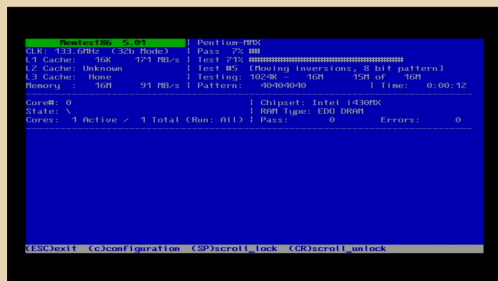 Memtest86 5.01 | Pentium-MMX
CLK: 133.6MHz (32b Mode) | Pass 7% ###
L1 Cache: 16K 171 MB/s | Test 71% ###########################
L2 Cache: Unknown | Test #5 [Moving inversions, 8 bit pattern]
L3 Cache: None | Testing: 1024K - 16M 15M of 16M
Memory : 16M 91 MB/s | Pattern: 40404040 | Time: 0:00:12
Core#: 0 | Chipset: Intel i430MX
State: \ | RAM Type: EDO DRAM
Cores: 1 Active / 1 Total (Run: All) | Pass: 0 Errors: 0
(ESC)exit (c)configuration (SP)scroll_lock (CR)scroll_unlock